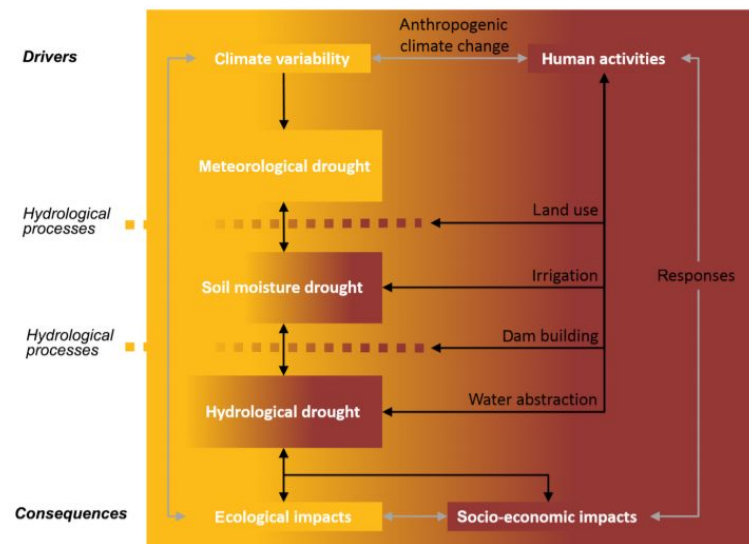 Anthropogenic
climate change
Drivers
Climate variability
Human activities
Meteorological drought
Hydrological
processes
Land use
Soil moisture drought
Irrigation
Responses
Hydrological
processes
Dam building
Hydrological drought
Water abstraction
Consequences
Ecological impacts
Socio-economic impacts